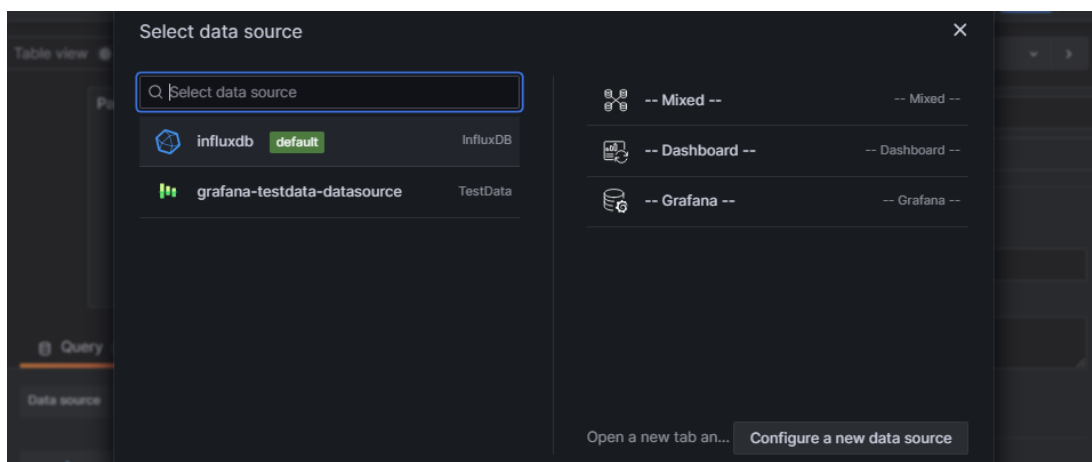 Select data source
Table view
Select data source
influxdb default InfluxDB
grafana-testdata-datasource TestData
-- Mixed -- -- Mixed --
-- Dashboard -- -- Dashboard --
-- Grafana -- -- Grafana --
Query
Data source
Open a new tab an... Configure a new data source